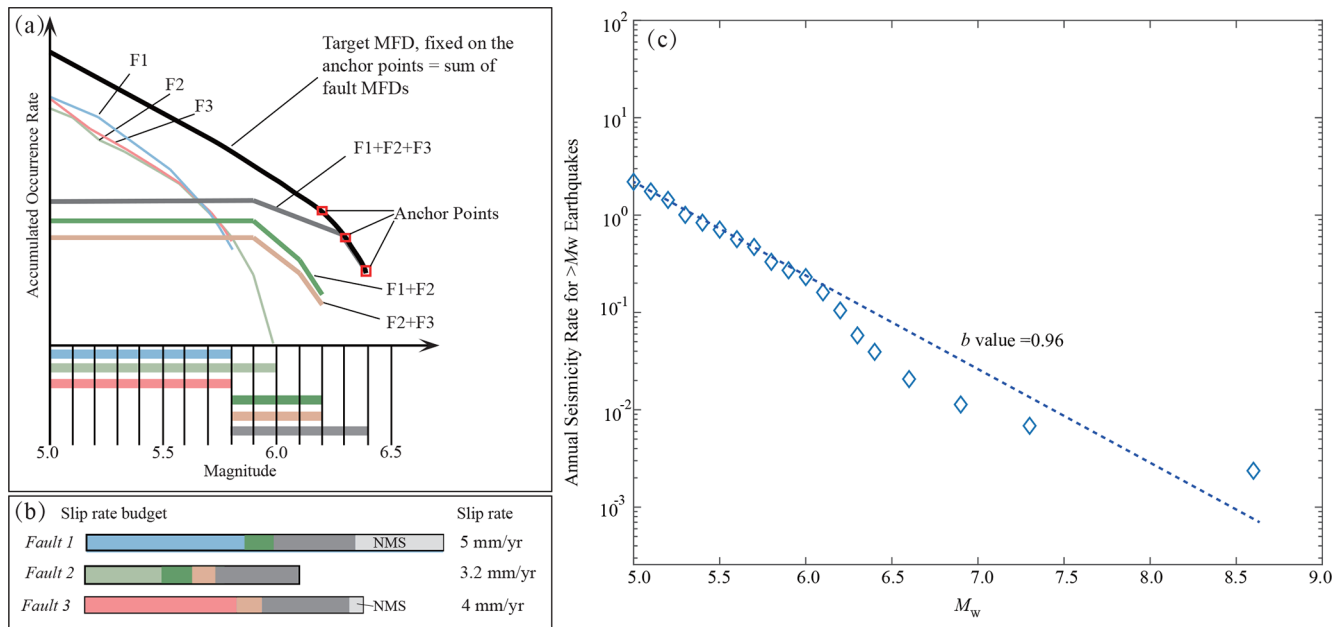 (a)
Target MFD, fixed on the
anchor points = sum of
fault MFDs
F1
F2
F3
F1+F2+F3
Anchor Points
F1+F2
F2+F3
Accumulated Occurrence Rate
5.0 5.5 6.0 6.5
Magnitude
(b)
Slip rate budget Slip rate
Fault 1 NMS 5 mm/yr
Fault 2 3.2 mm/yr
Fault 3 NMS 4 mm/yr
(c)
Annual Seismicity Rate for >Mw Earthquakes
10²
10¹
10⁰
10⁻¹
10⁻²
10⁻³
b value =0.96
5.0 5.5 6.0 6.5 7.0 7.5 8.0 8.5 9.0
Mw